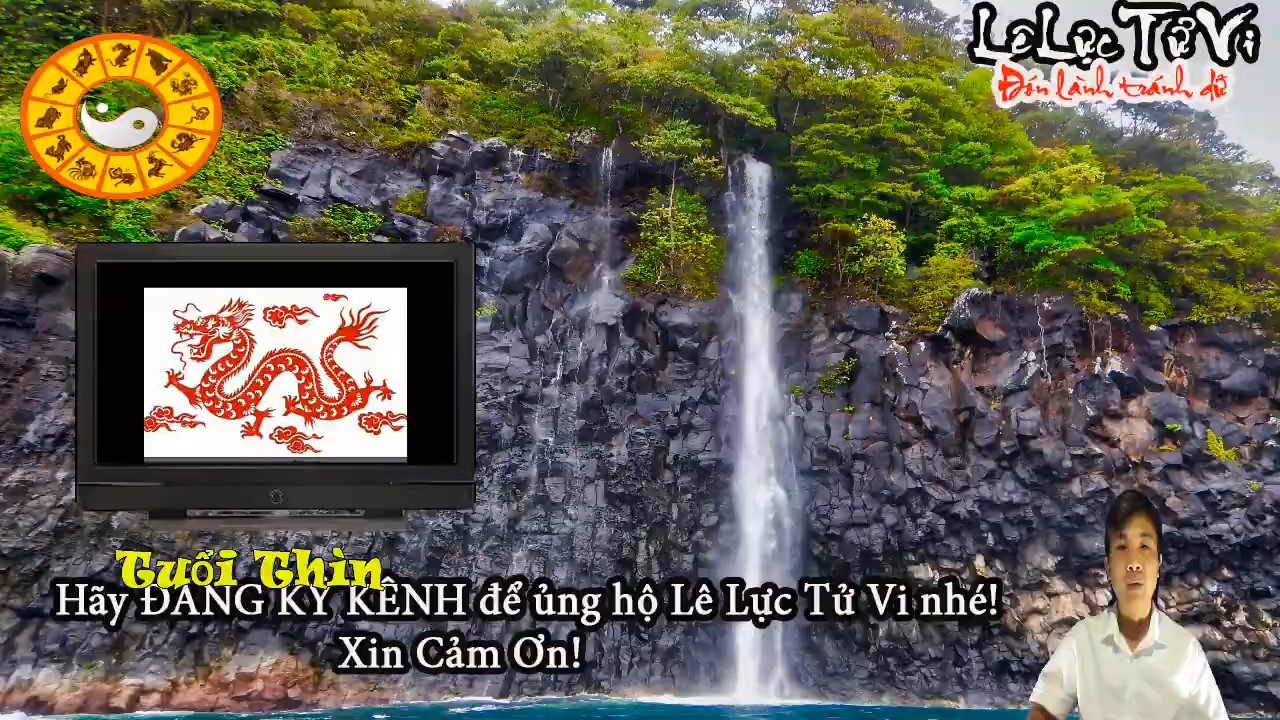 Lê Lực Tử Vi
Đón lành tránh dữ
Tuổi Thìn
Hãy ĐĂNG KÝ KÊNH để ủng hộ Lê Lực Tử Vi nhé!
Xin Cảm Ơn!